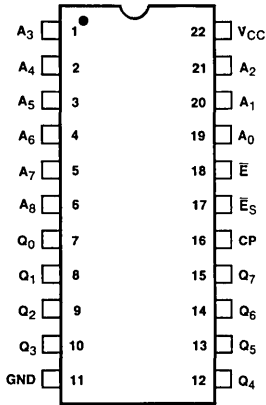 A3 1 22 VCC
A4 2 21 A2
A5 3 20 A1
A6 4 19 A0
A7 5 18 E̅
A8 6 17 E̅S
Q0 7 16 CP
Q1 8 15 Q7
Q2 9 14 Q6
Q3 10 13 Q5
GND 11 12 Q4